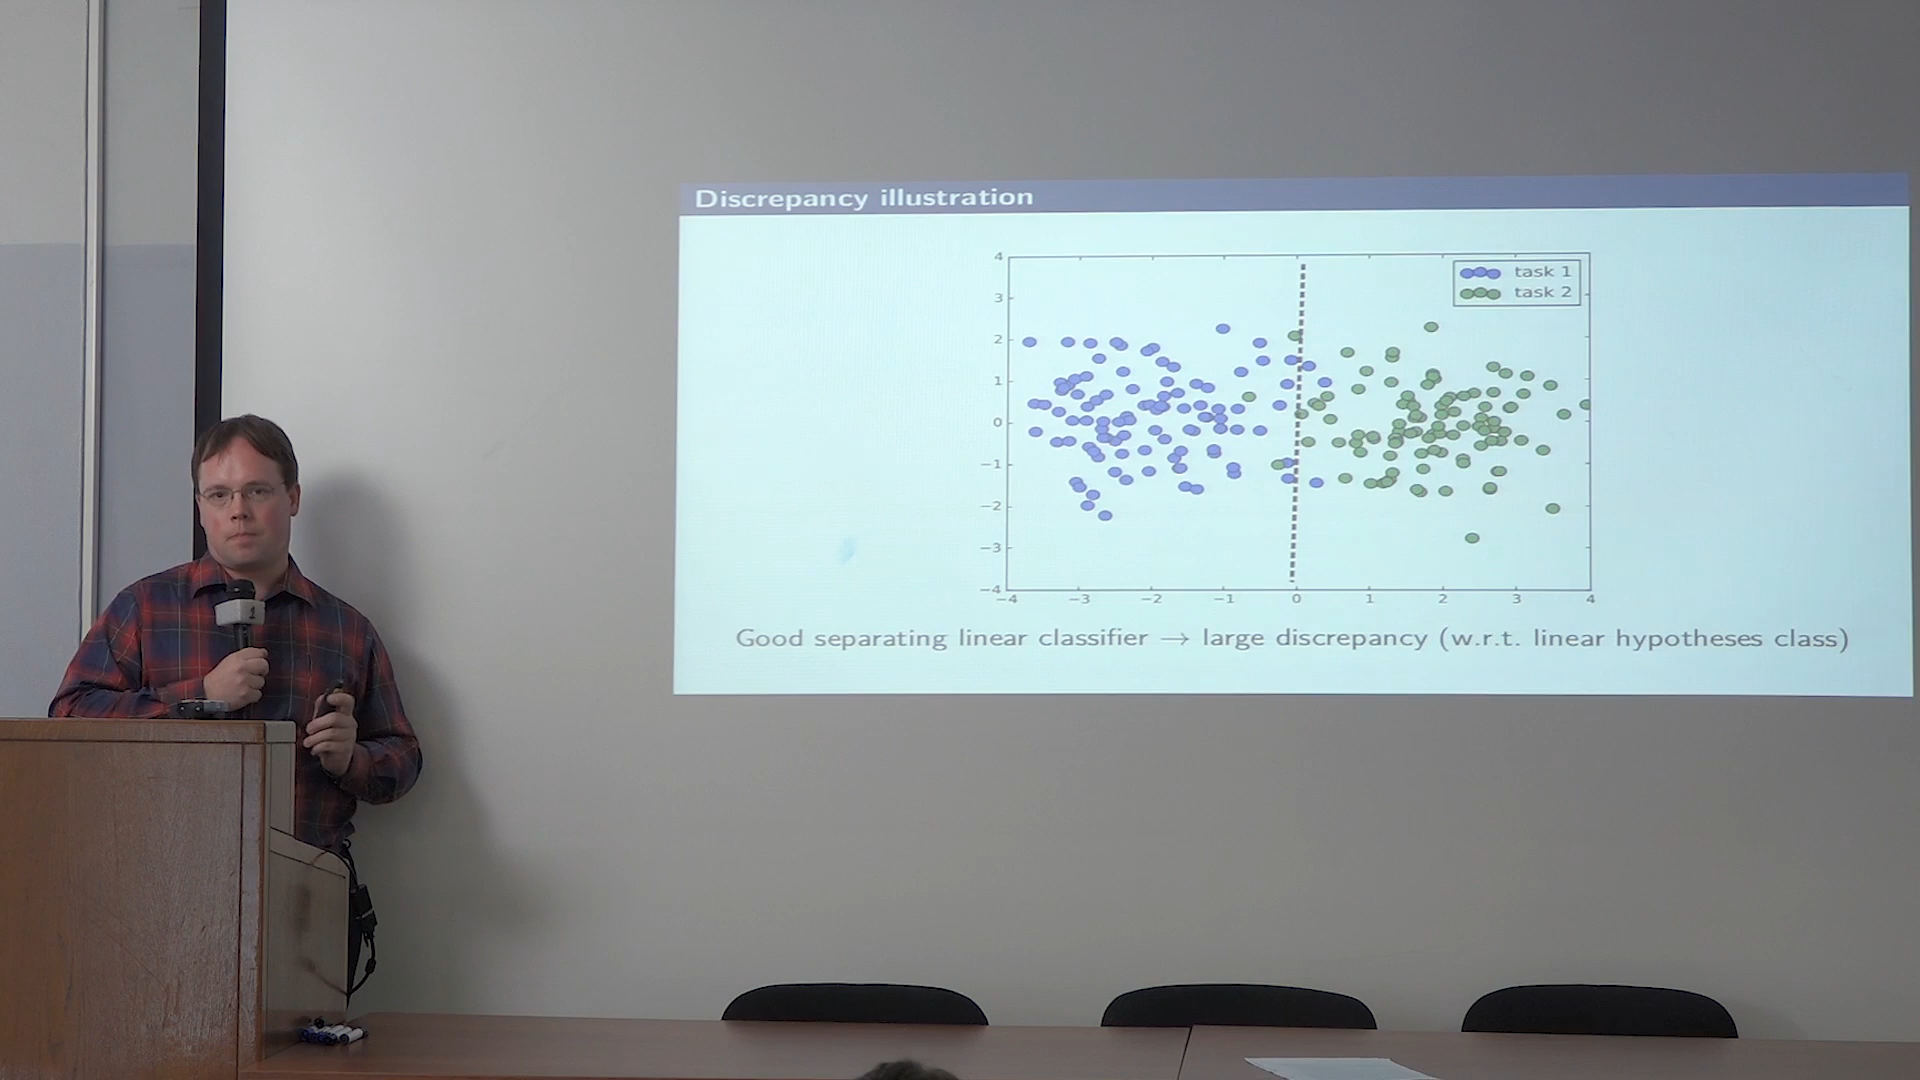 Discrepancy illustration
task 1
task 2
4
3
2
1
0
−1
−2
−3
−4
−4 −3 −2 −1 0 1 2 3 4
Good separating linear classifier → large discrepancy (w.r.t. linear hypotheses class)
1